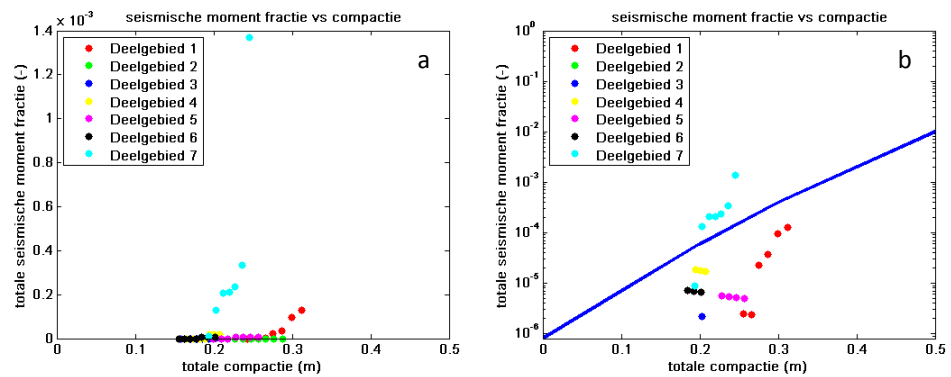 seismische moment fractie vs compactie
a
Deelgebied 1
Deelgebied 2
Deelgebied 3
Deelgebied 4
Deelgebied 5
Deelgebied 6
Deelgebied 7
1.4 × 10⁻³
1.2
1
0.8
0.6
0.4
0.2
0
totale seismische moment fractie (-)
0 0.1 0.2 0.3 0.4 0.5
totale compactie (m)
seismische moment fractie vs compactie
b
Deelgebied 1
Deelgebied 2
Deelgebied 3
Deelgebied 4
Deelgebied 5
Deelgebied 6
Deelgebied 7
10⁰
10⁻¹
10⁻²
10⁻³
10⁻⁴
10⁻⁵
10⁻⁶
totale seismische moment fractie (-)
0 0.1 0.2 0.3 0.4 0.5
totale compactie (m)